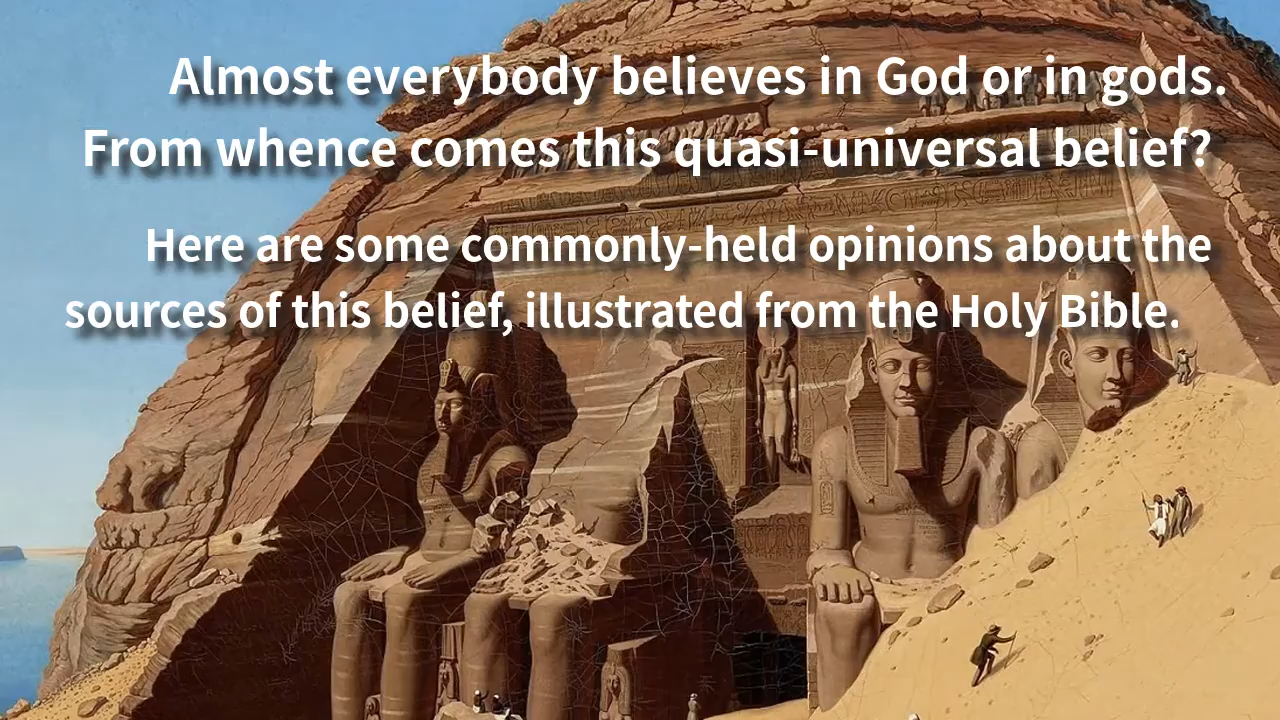 Almost everybody believes in God or in gods.
From whence comes this quasi-universal belief?
Here are some commonly-held opinions about the
sources of this belief, illustrated from the Holy Bible.